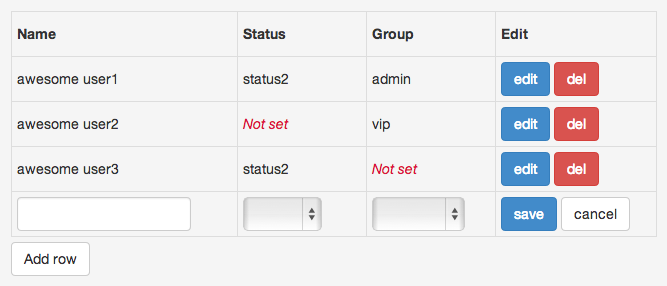 Name Status Group Edit
awesome user1 status2 admin edit del
awesome user2 Not set vip edit del
awesome user3 status2 Not set edit del
save cancel
Add row